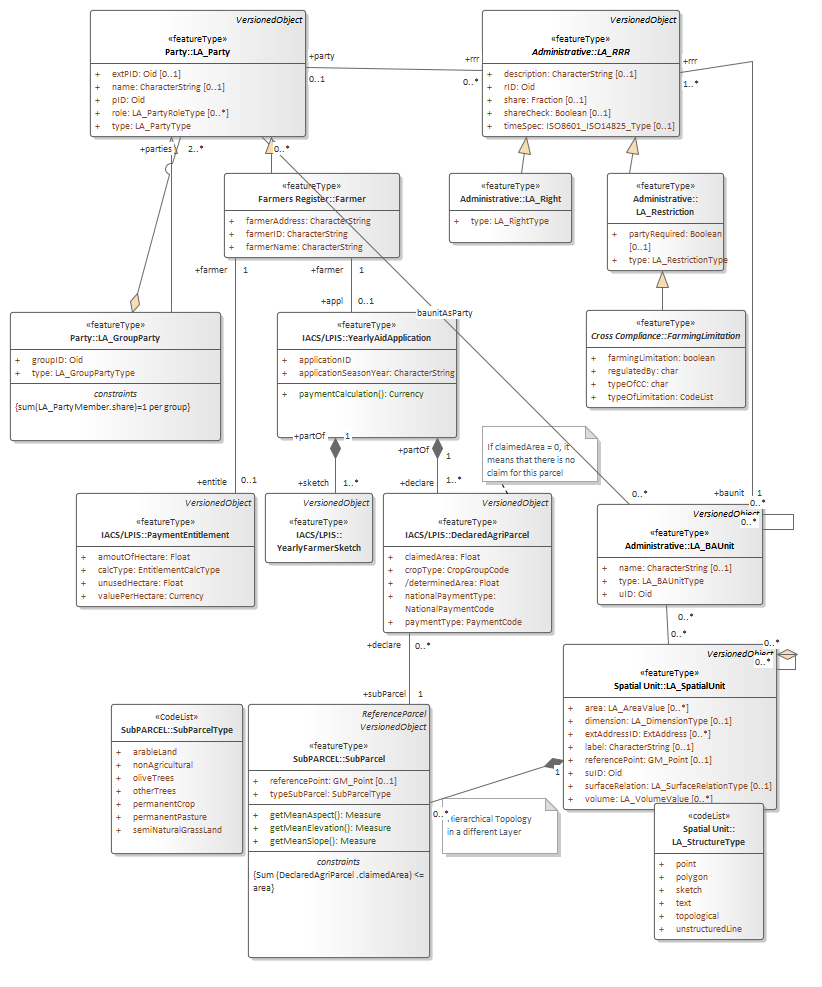 VersionedObject
«featureType»
Party::LA_Party
+ extPID: Oid [0..1]
+ name: CharacterString [0..1]
+ pID: Oid
+ role: LA_PartyRoleType [0..*]
+ type: LA_PartyType
+party
0..1
+rrr
0..*
VersionedObject
«featureType»
Administrative::LA_RRR
+ description: CharacterString [0..1]
+ rID: Oid
+ share: Fraction [0..1]
+ shareCheck: Boolean [0..1]
+ timeSpec: ISO8601_ISO14825_Type [0..1]
+rrr
1..*
+parties
2..*
0..*
«featureType»
Farmers Register::Farmer
+ farmerAddress: CharacterString
+ farmerID: CharacterString
+ farmerName: CharacterString
«featureType»
Administrative::LA_Right
+ type: LA_RightType
«featureType»
Administrative::
LA_Restriction
+ partyRequired: Boolean
[0..1]
+ type: LA_RestrictionType
+farmer
1
+farmer
1
+appl
0..1
baunitAsParty
«featureType»
Party::LA_GroupParty
+ groupID: Oid
+ type: LA_GroupPartyType
constraints
{sum(LA_PartyMember.share)=1 per group}
«featureType»
IACS/LPIS::YearlyAidApplication
+ applicationID
+ applicationSeasonYear: CharacterString
+ paymentCalculation(): Currency
«featureType»
Cross Compliance::FarmingLimitation
+ farmingLimitation: boolean
+ regulatedBy: char
+ typeOfCC: char
+ typeOfLimitation: CodeList
+partOf
1
+partOf
1
If claimedArea = 0, it
means that there is no
claim for this parcel
+entitle
0..1
+sketch
1..*
+declare
1..*
0..*
+baunit
1
0..*
0..*
VersionedObject
«featureType»
IACS/LPIS::PaymentEntitlement
+ amoutOfHectare: Float
+ calcType: EntitlementCalcType
+ unusedHectare: Float
+ valuePerHectare: Currency
VersionedObject
«featureType»
IACS/LPIS::
YearlyFarmerSketch
VersionedObject
«featureType»
IACS/LPIS::DeclaredAgriParcel
+ claimedArea: Float
+ cropType: CropGroupCode
+ /determinedArea: Float
+ nationalPaymentType:
NationalPaymentCode
+ paymentType: PaymentCode
VersionedObject
«featureType»
Administrative::LA_BAUnit
+ name: CharacterString [0..1]
+ type: LA_BAUnitType
+ uID: Oid
0..*
0..*
0..*
0..*
+declare
0..*
+subParcel
1
VersionedObject
«featureType»
Spatial Unit::LA_SpatialUnit
+ area: LA_AreaValue [0..*]
+ dimension: LA_DimensionType [0..1]
+ extAddressID: ExtAddress [0..*]
+ label: CharacterString [0..1]
+ referencePoint: GM_Point [0..1]
+ suID: Oid
+ surfaceRelation: LA_SurfaceRelationType [0..1]
+ volume: LA_VolumeValue [0..*]
1
0..*
«CodeList»
SubPARCEL::SubParcelType
+ arableLand
+ nonAgricultural
+ oliveTrees
+ otherTrees
+ permanentCrop
+ permanentPasture
+ semiNaturalGrassLand
ReferenceParcel
VersionedObject
«featureType»
SubPARCEL::SubParcel
+ referencePoint: GM_Point [0..1]
+ typeSubParcel: SubParcelType
+ getMeanAspect(): Measure
+ getMeanElevation(): Measure
+ getMeanSlope(): Measure
constraints
{Sum (DeclaredAgriParcel .claimedArea) <=
area}
Hierarchical Topology
in a different Layer
«codeList»
Spatial Unit::
LA_StructureType
+ point
+ polygon
+ sketch
+ text
+ topological
+ unstructuredLine